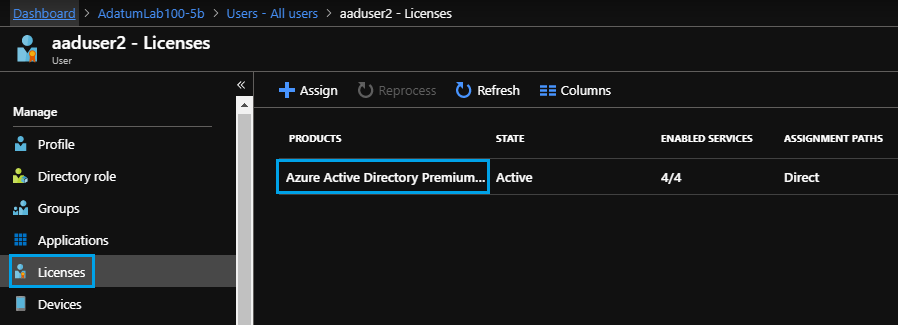 Dashboard > AdatumLab100-5b > Users - All users > aaduser2 - Licenses
aaduser2 - Licenses
User
«
Assign Reprocess Refresh Columns
Manage
Profile
Directory role
Groups
Applications
Licenses
Devices
PRODUCTS STATE ENABLED SERVICES ASSIGNMENT PATHS
Azure Active Directory Premium... Active 4/4 Direct